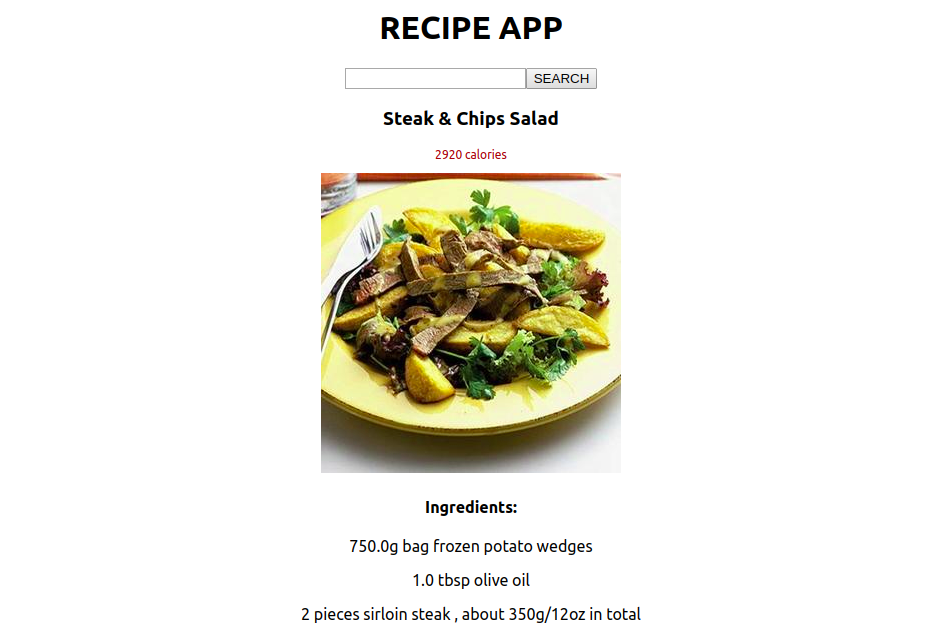 RECIPE APP
SEARCH
Steak & Chips Salad
2920 calories
Ingredients:
750.0g bag frozen potato wedges
1.0 tbsp olive oil
2 pieces sirloin steak , about 350g/12oz in total